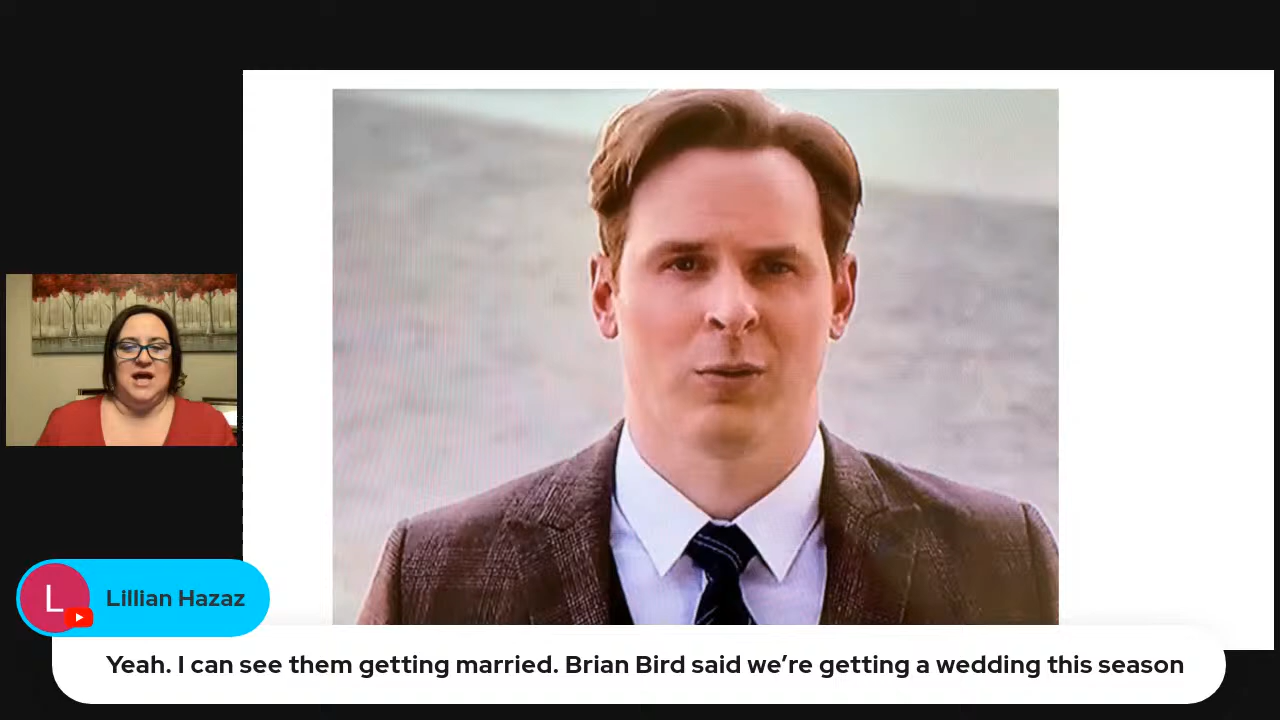 L
Lillian Hazaz
Yeah. I can see them getting married. Brian Bird said we’re getting a wedding this season